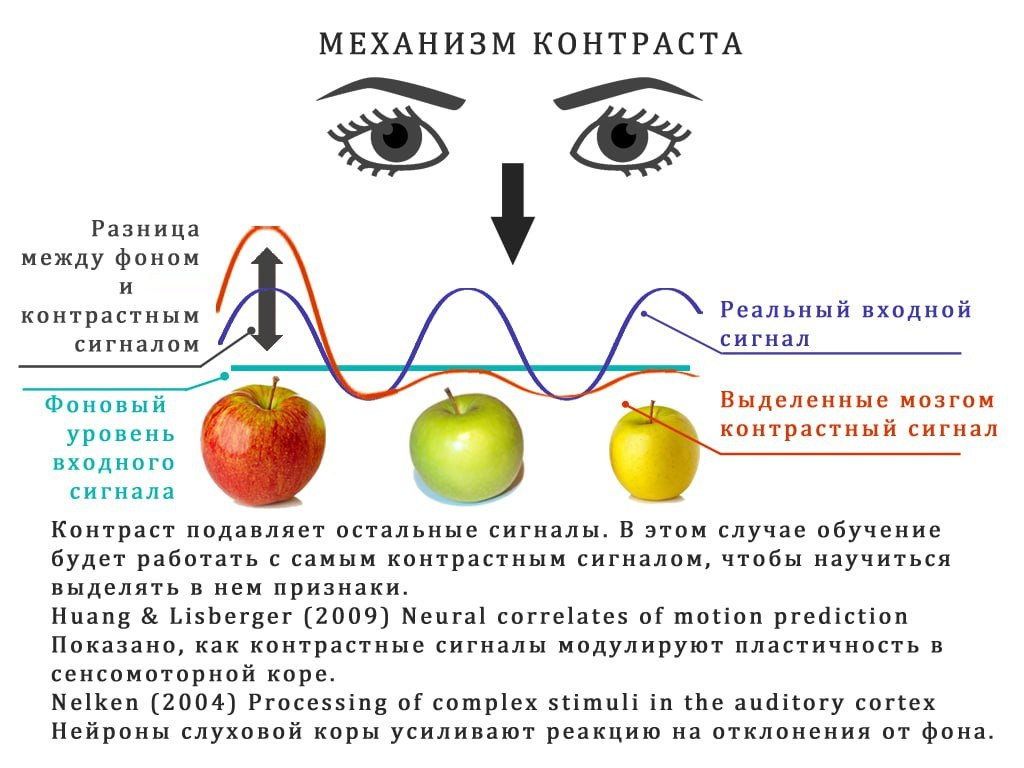 МЕХАНИЗМ КОНТРАСТА
Разница
между фоном
и
контрастным
сигналом
Фоновый
уровень
входного
сигнала
Реальный входной
сигнал
Выделенные мозгом
контрастный сигнал
Контраст подавляет остальные сигналы. В этом случае обучение
будет работать с самым контрастным сигналом, чтобы научиться
выделять в нем признаки.
Huang & Lisberger (2009) Neural correlates of motion prediction
Показано, как контрастные сигналы модулируют пластичность в
сенсомоторной коре.
Nelken (2004) Processing of complex stimuli in the auditory cortex
Нейроны слуховой коры усиливают реакцию на отклонения от фона.